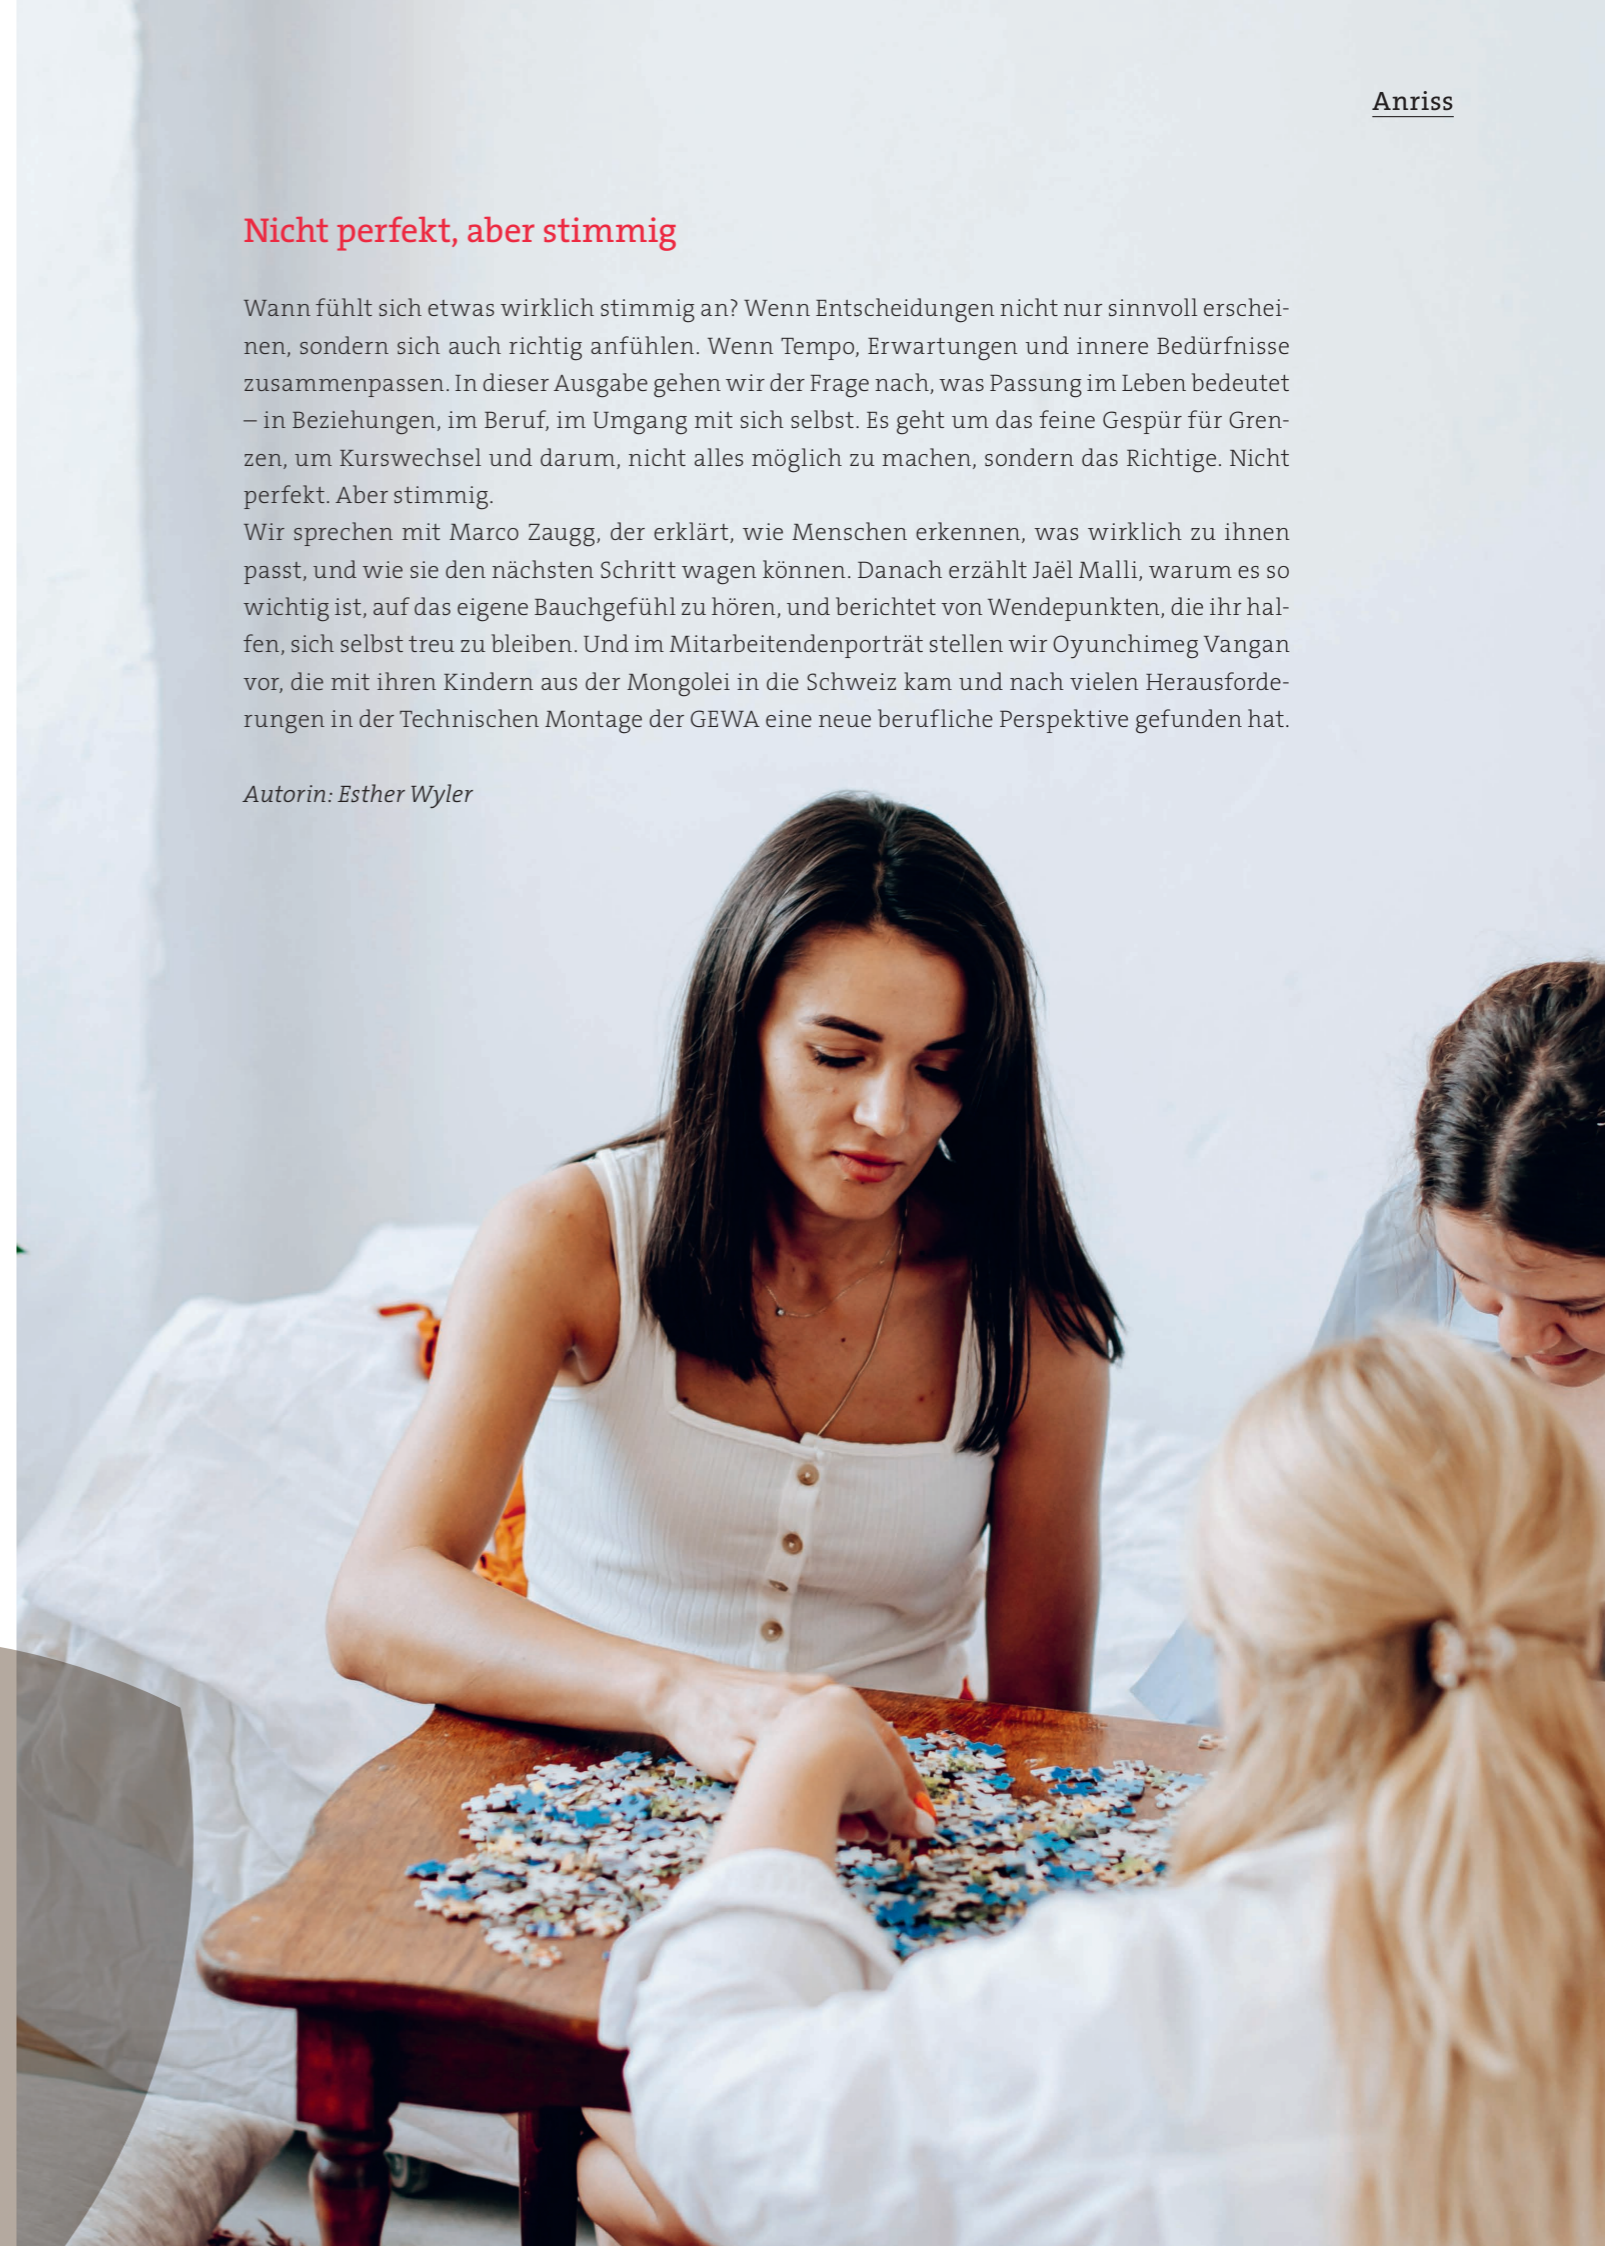 Anriss
Nicht perfekt, aber stimmig
Wann fühlt sich etwas wirklich stimmig an? Wenn Entscheidungen nicht nur sinnvoll erschei-
nen, sondern sich auch richtig anfühlen. Wenn Tempo, Erwartungen und innere Bedürfnisse
zusammenpassen. In dieser Ausgabe gehen wir der Frage nach, was Passung im Leben bedeutet
– in Beziehungen, im Beruf, im Umgang mit sich selbst. Es geht um das feine Gespür für Gren-
zen, um Kurswechsel und darum, nicht alles möglich zu machen, sondern das Richtige. Nicht
perfekt. Aber stimmig.
Wir sprechen mit Marco Zaugg, der erklärt, wie Menschen erkennen, was wirklich zu ihnen
passt, und wie sie den nächsten Schritt wagen können. Danach erzählt Jaël Malli, warum es so
wichtig ist, auf das eigene Bauchgefühl zu hören, und berichtet von Wendepunkten, die ihr hal-
fen, sich selbst treu zu bleiben. Und im Mitarbeitendenporträt stellen wir Oyunchimeg Vangan
vor, die mit ihren Kindern aus der Mongolei in die Schweiz kam und nach vielen Herausforde-
rungen in der Technischen Montage der GEWA eine neue berufliche Perspektive gefunden hat.
Autorin: Esther Wyler